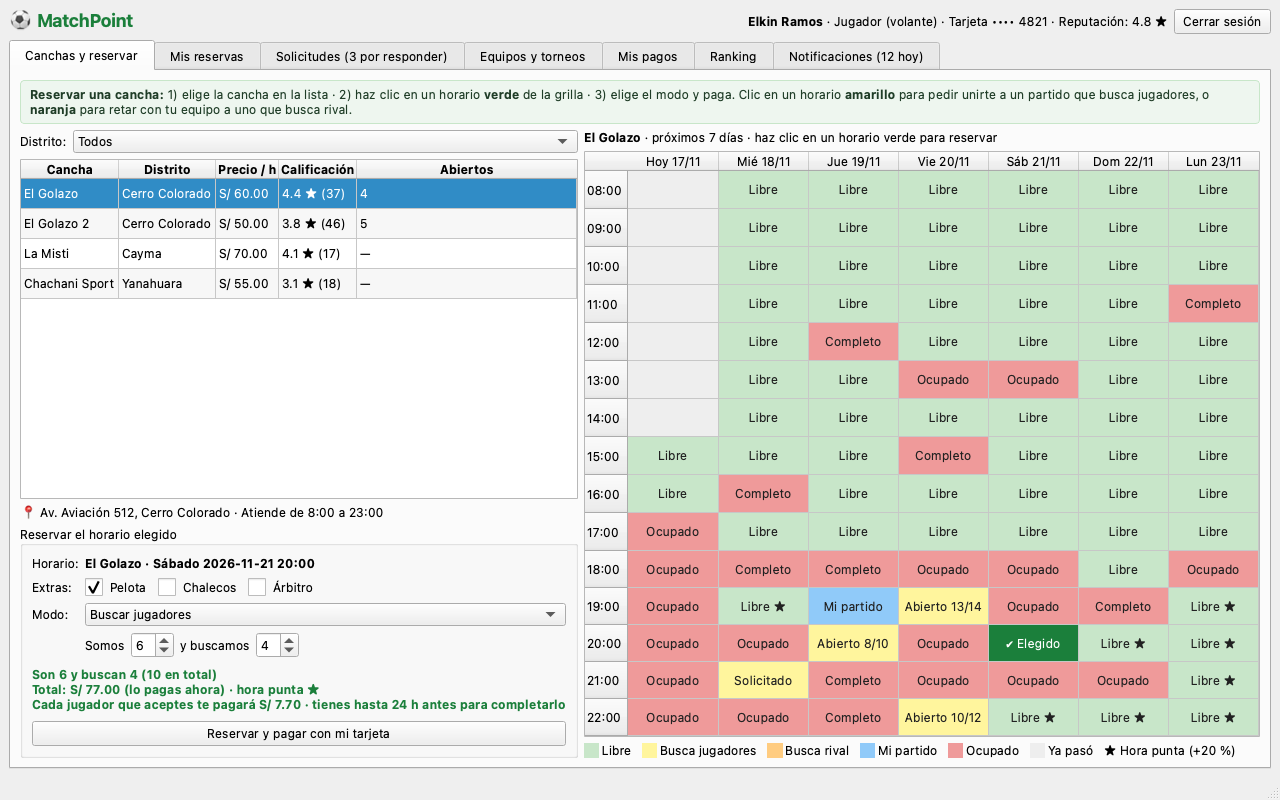 MatchPoint
Elkin Ramos · Jugador (volante) · Tarjeta •••• 4821 · Reputación: 4.8 ★
Cerrar sesión
Canchas y reservar
Mis reservas
Solicitudes (3 por responder)
Equipos y torneos
Mis pagos
Ranking
Notificaciones (12 hoy)
Reservar una cancha: 1) elige la cancha en la lista · 2) haz clic en un horario verde de la grilla · 3) elige el modo y paga. Clic en un horario amarillo para pedir unirte a un partido que busca jugadores, o
naranja para retar con tu equipo a uno que busca rival.
Distrito: Todos
Cancha Distrito Precio / h Calificación Abiertos
El Golazo Cerro Colorado S/ 60.00 4.4 ★ (37) 4
El Golazo 2 Cerro Colorado S/ 50.00 3.8 ★ (46) 5
La Misti Cayma S/ 70.00 4.1 ★ (17) —
Chachani Sport Yanahuara S/ 55.00 3.1 ★ (18) —
📍 Av. Aviación 512, Cerro Colorado · Atiende de 8:00 a 23:00
Reservar el horario elegido
Horario: El Golazo · Sábado 2026-11-21 20:00
Extras: Pelota Chalecos Árbitro
Modo: Buscar jugadores
Somos 6 y buscamos 4
Son 6 y buscan 4 (10 en total)
Total: S/ 77.00 (lo pagas ahora) · hora punta ★
Cada jugador que aceptes te pagará S/ 7.70 · tienes hasta 24 h antes para completarlo
Reservar y pagar con mi tarjeta
El Golazo · próximos 7 días · haz clic en un horario verde para reservar
Hoy 17/11 Mié 18/11 Jue 19/11 Vie 20/11 Sáb 21/11 Dom 22/11 Lun 23/11
08:00 Libre Libre Libre Libre Libre Libre
09:00 Libre Libre Libre Libre Libre Libre
10:00 Libre Libre Libre Libre Libre Libre
11:00 Libre Libre Libre Libre Libre Completo
12:00 Libre Completo Libre Libre Libre Libre
13:00 Libre Libre Ocupado Ocupado Libre Libre
14:00 Libre Libre Libre Libre Libre Libre
15:00 Libre Libre Libre Completo Libre Libre Libre
16:00 Libre Completo Libre Libre Libre Libre Libre
17:00 Ocupado Libre Libre Libre Libre Libre Libre
18:00 Ocupado Completo Completo Ocupado Ocupado Libre Ocupado
19:00 Ocupado Libre ★ Mi partido Abierto 13/14 Ocupado Completo Libre ★
20:00 Ocupado Ocupado Abierto 8/10 Ocupado ✔ Elegido Libre ★ Libre ★
21:00 Ocupado Solicitado Completo Ocupado Ocupado Ocupado Libre ★
22:00 Ocupado Ocupado Completo Abierto 10/12 Libre ★ Libre ★ Libre ★
Libre Busca jugadores Busca rival Mi partido Ocupado Ya pasó ★ Hora punta (+20 %)